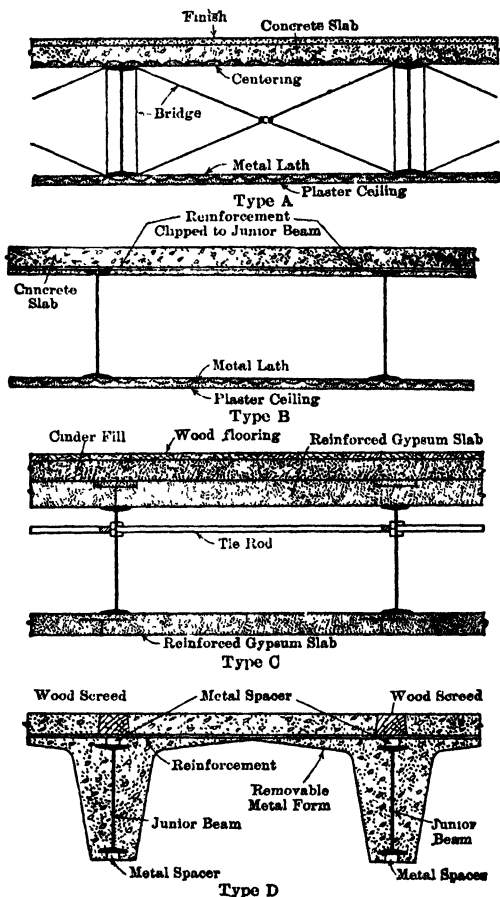 Finish
Concrete Slab
Centering
Bridge
Metal Lath
Plaster Ceiling
Type A
Reinforcement
Clipped to Junior Beam
Cnncrete
Slab
Metal Lath
Plaster Ceiling
Type B
Cinder Fill
Wood flooring
Reinforced Gypsum Slab
Tie Rod
Reinforced Gypsum Slab
Type C
Wood Screed
Metal Spacer
Wood Screed
Reinforcement
Removable
Metal Form
Junior Beam
Junior
Beam
Metal Spacer
Metal Spaces
Type D